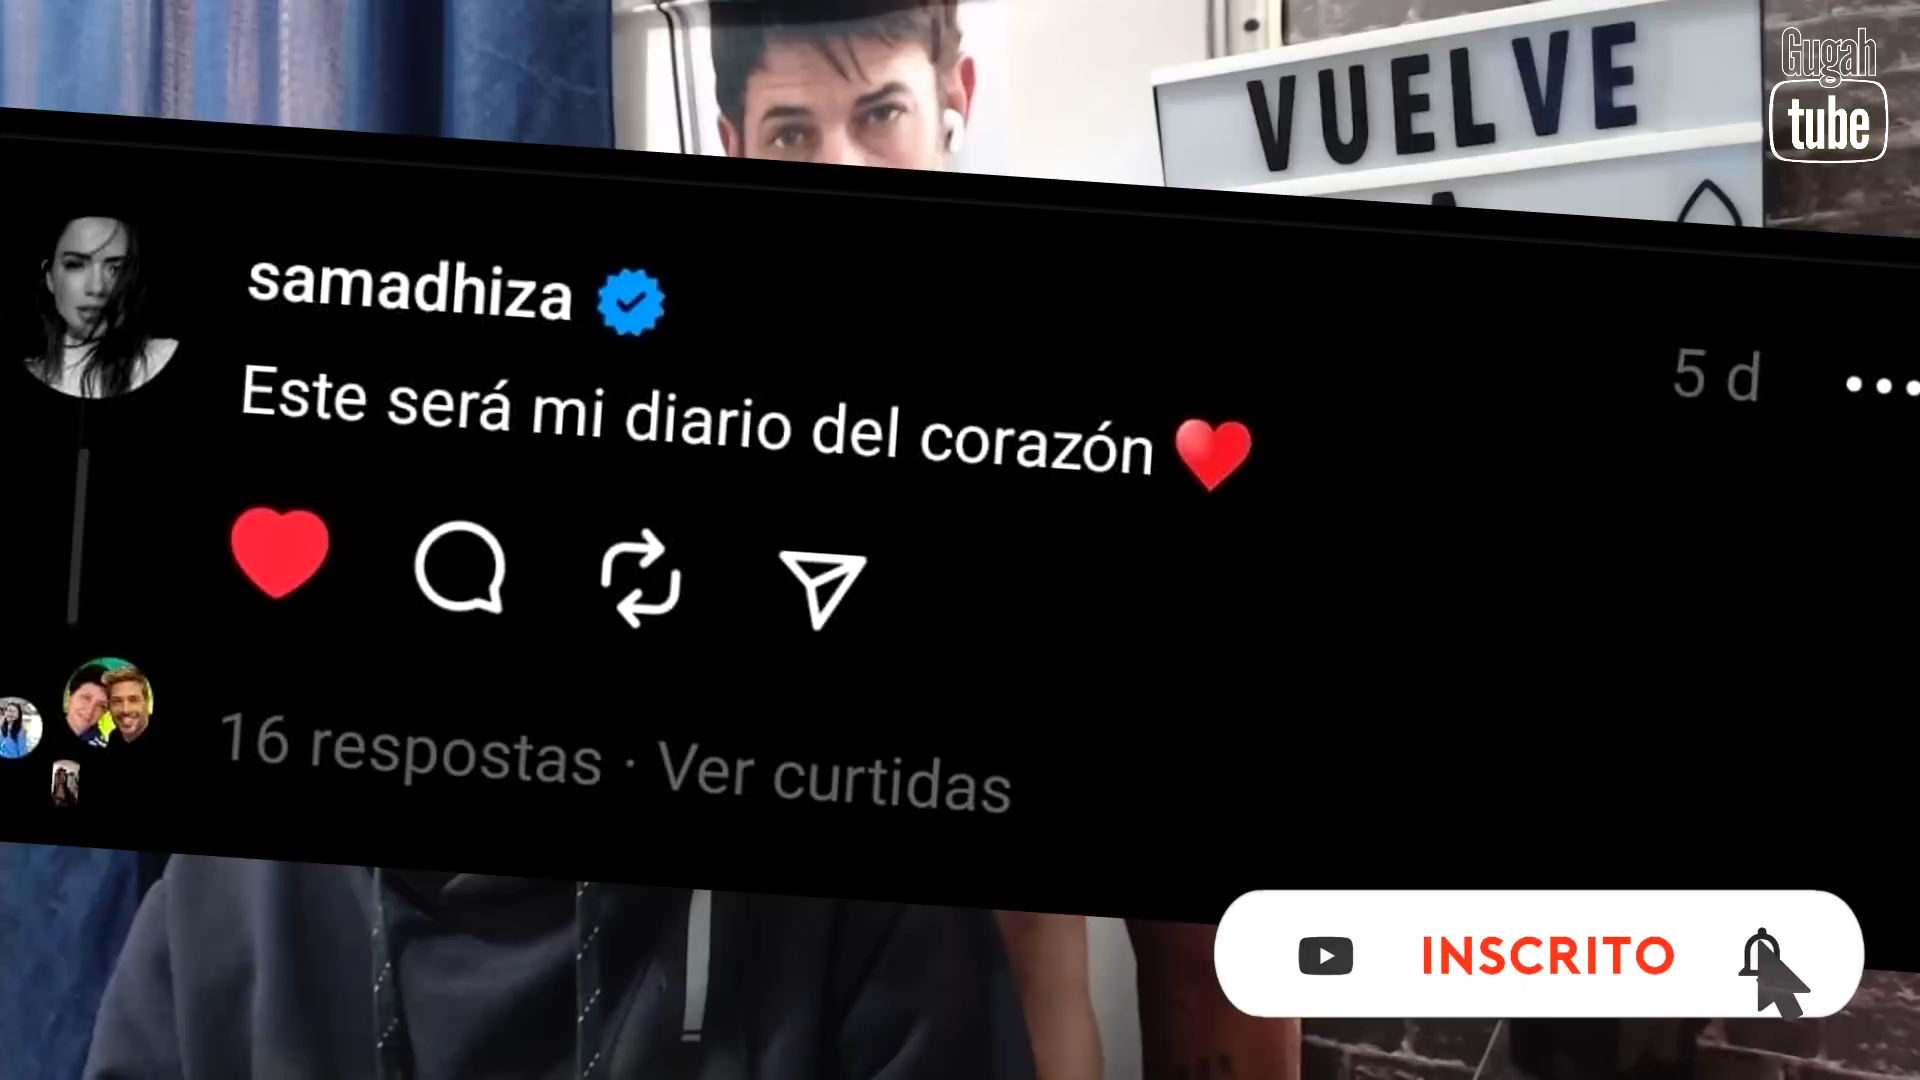 VUELVE
Gugah
tube
samadhiza
5 d
Este será mi diario del corazón
16 respostas · Ver curtidas
INSCRITO